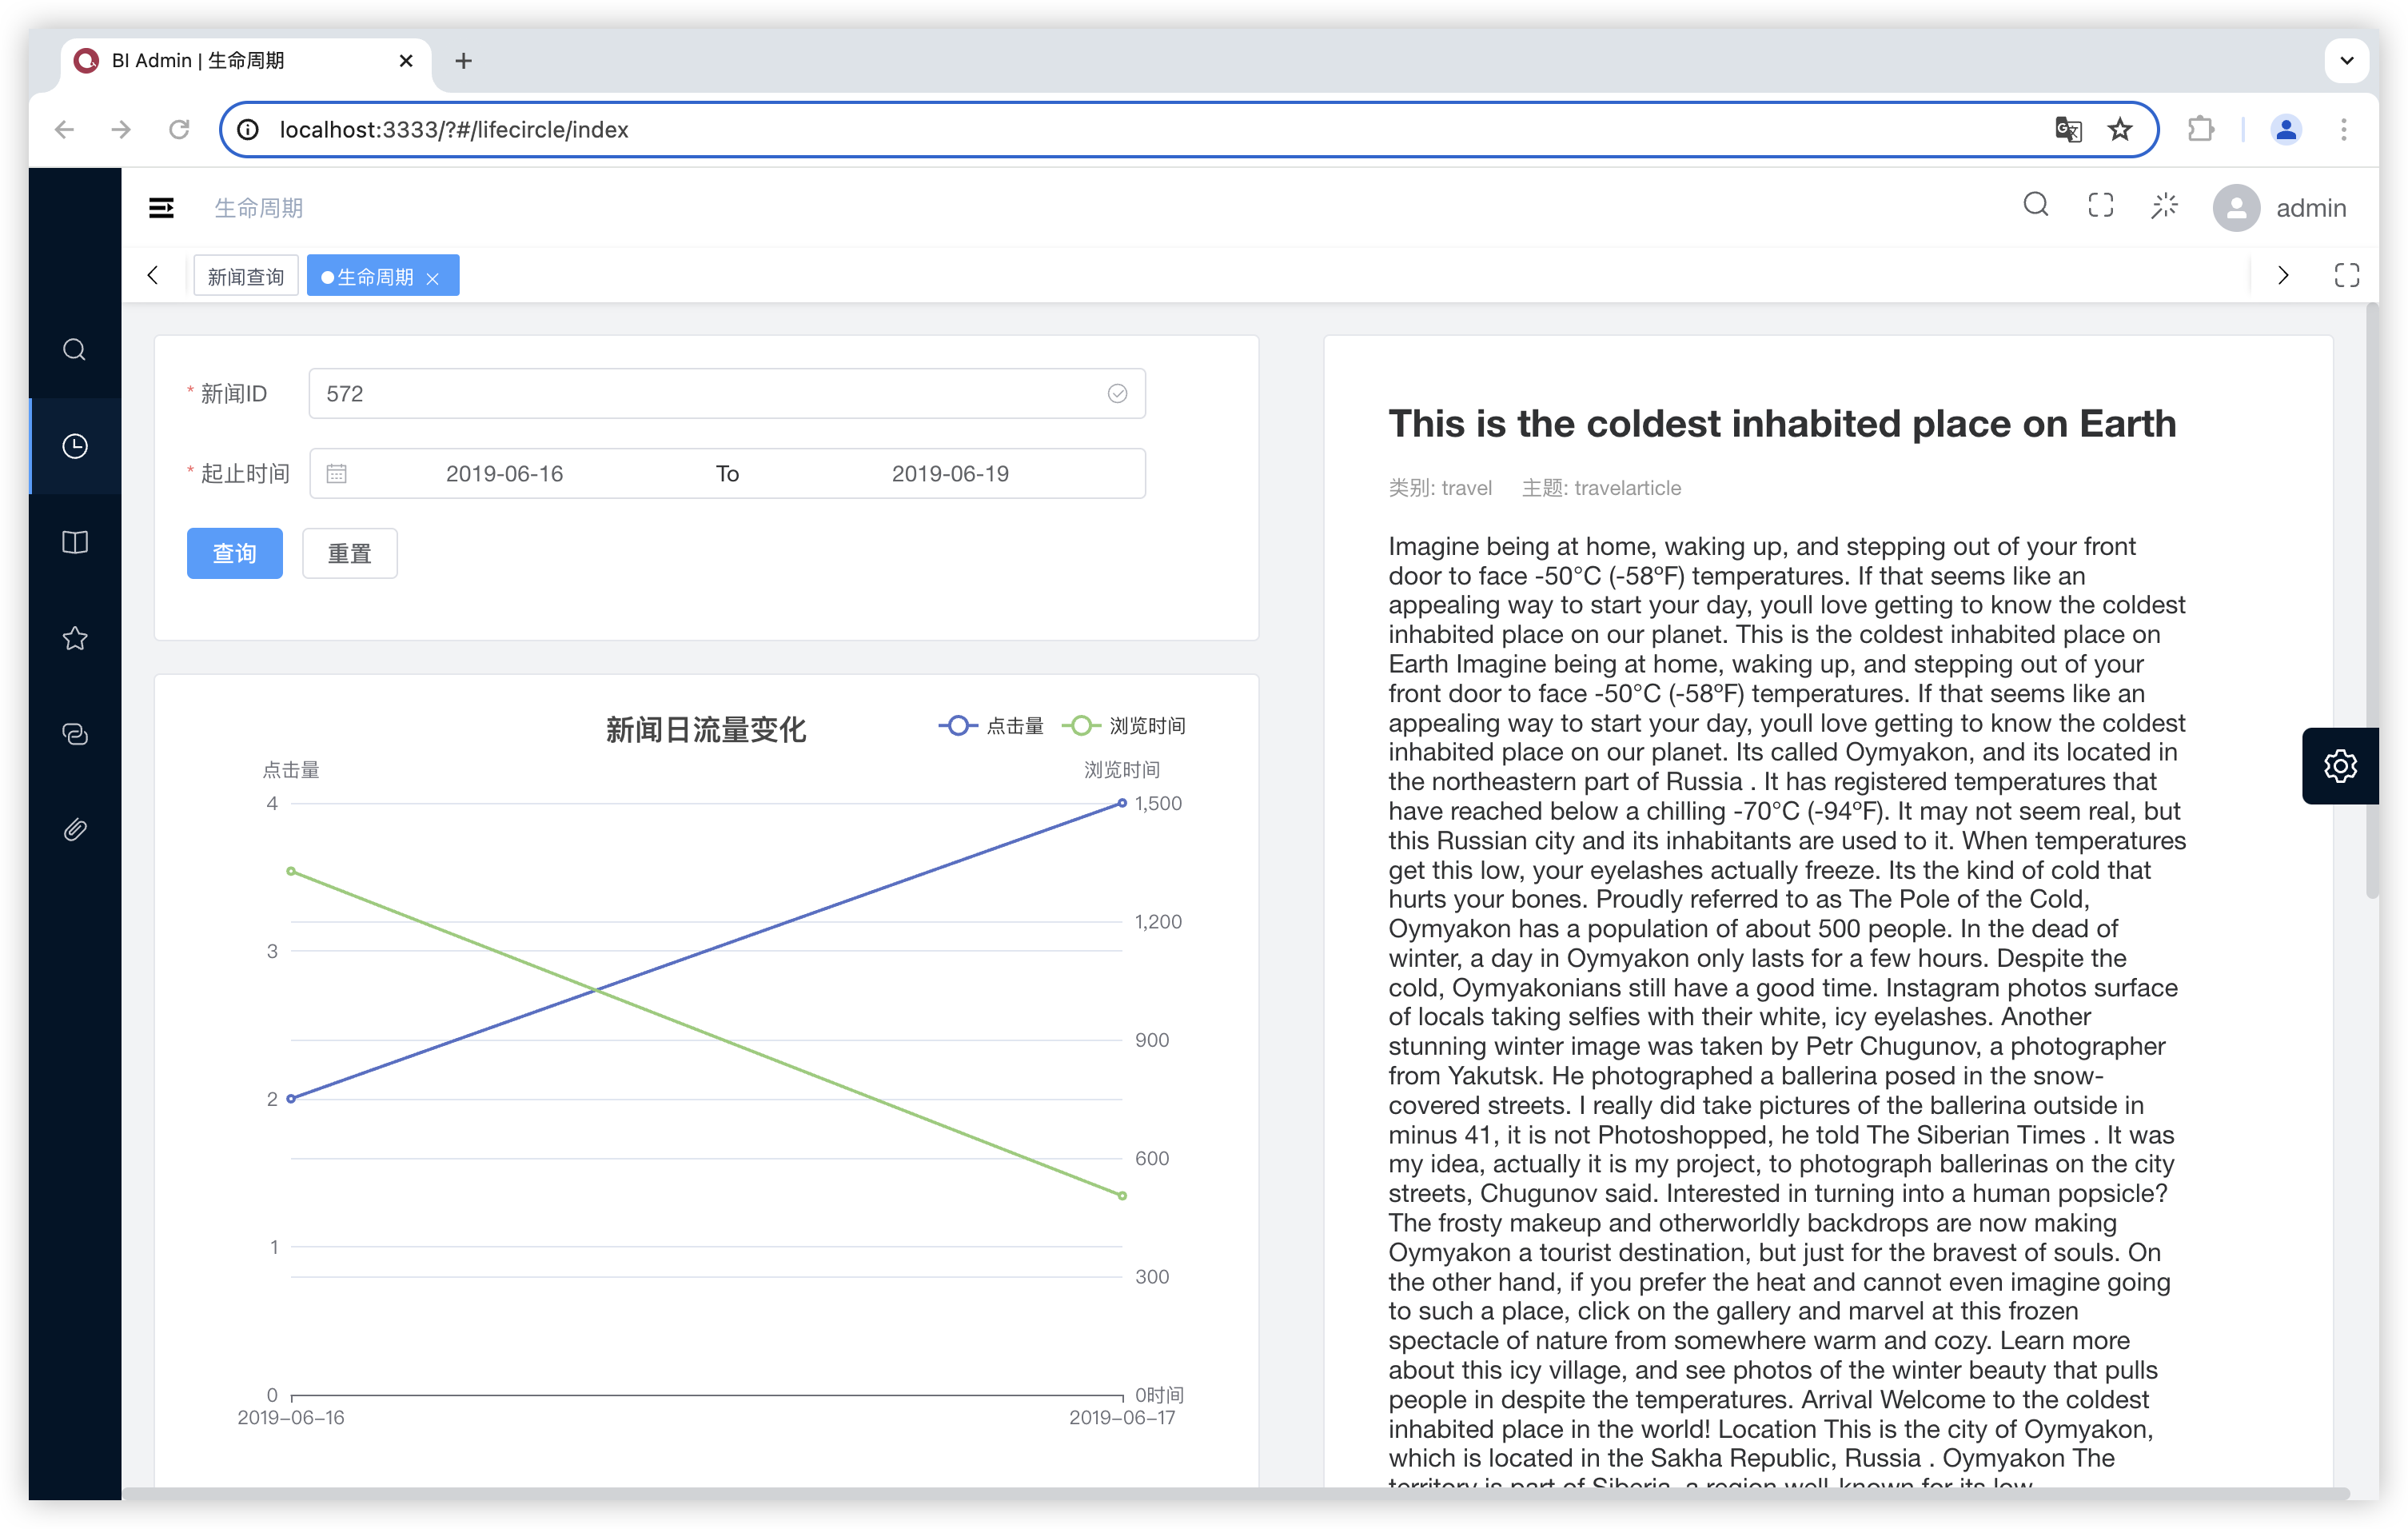 BI Admin | 生命周期
localhost:3333/?#/lifecircle/index
生命周期
admin
新闻查询
生命周期
* 新闻ID
572
* 起止时间
2019-06-16 To 2019-06-19
查询 重置
新闻日流量变化
点击量 浏览时间
点击量 浏览时间
4
1,500
1,200
3
900
2
600
1
300
0
0时间
2019-06-16 2019-06-17
This is the coldest inhabited place on Earth
类别: travel 主题: travelarticle
Imagine being at home, waking up, and stepping out of your front
door to face -50°C (-58ºF) temperatures. If that seems like an
appealing way to start your day, youll love getting to know the coldest
inhabited place on our planet. This is the coldest inhabited place on
Earth Imagine being at home, waking up, and stepping out of your
front door to face -50°C (-58ºF) temperatures. If that seems like an
appealing way to start your day, youll love getting to know the coldest
inhabited place on our planet. Its called Oymyakon, and its located in
the northeastern part of Russia . It has registered temperatures that
have reached below a chilling -70°C (-94ºF). It may not seem real, but
this Russian city and its inhabitants are used to it. When temperatures
get this low, your eyelashes actually freeze. Its the kind of cold that
hurts your bones. Proudly referred to as The Pole of the Cold,
Oymyakon has a population of about 500 people. In the dead of
winter, a day in Oymyakon only lasts for a few hours. Despite the
cold, Oymyakonians still have a good time. Instagram photos surface
of locals taking selfies with their white, icy eyelashes. Another
stunning winter image was taken by Petr Chugunov, a photographer
from Yakutsk. He photographed a ballerina posed in the snow-
covered streets. I really did take pictures of the ballerina outside in
minus 41, it is not Photoshopped, he told The Siberian Times . It was
my idea, actually it is my project, to photograph ballerinas on the city
streets, Chugunov said. Interested in turning into a human popsicle?
The frosty makeup and otherworldly backdrops are now making
Oymyakon a tourist destination, but just for the bravest of souls. On
the other hand, if you prefer the heat and cannot even imagine going
to such a place, click on the gallery and marvel at this frozen
spectacle of nature from somewhere warm and cozy. Learn more
about this icy village, and see photos of the winter beauty that pulls
people in despite the temperatures. Arrival Welcome to the coldest
inhabited place in the world! Location This is the city of Oymyakon,
which is located in the Sakha Republic, Russia . Oymyakon The
territory is part of Siberia, a region well-known for its low